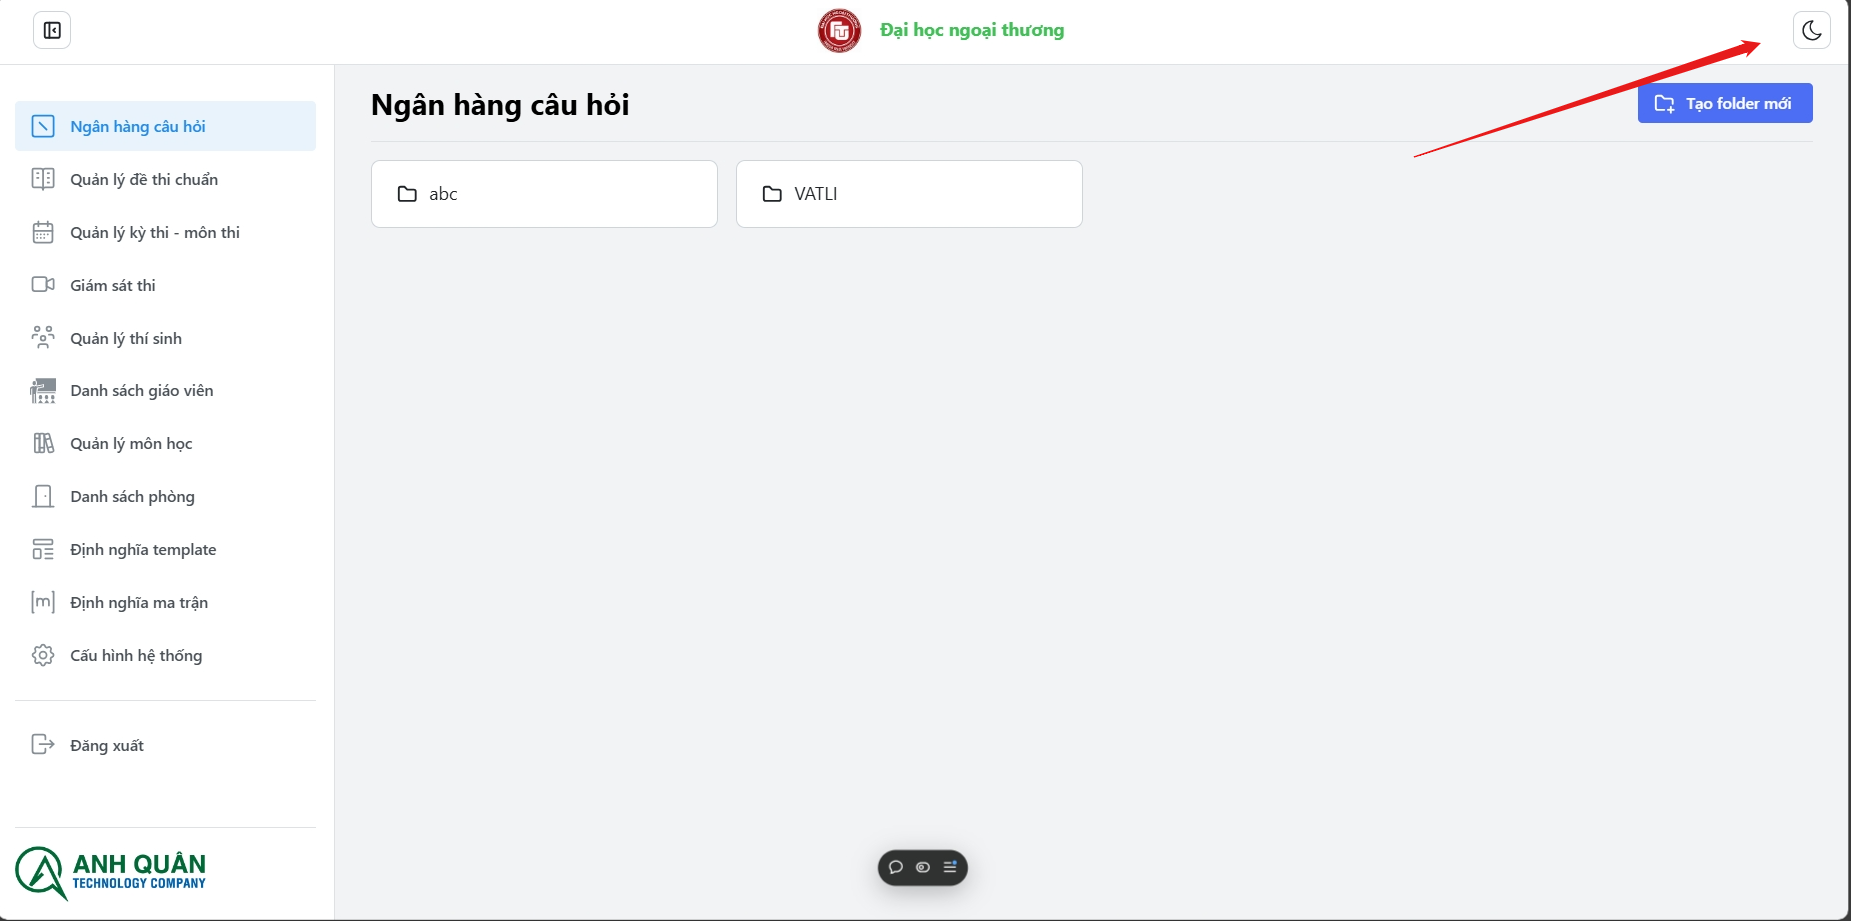 Đại học ngoại thương
Ngân hàng câu hỏi
Quản lý đề thi chuẩn
Quản lý kỳ thi - môn thi
Giám sát thi
Quản lý thí sinh
Danh sách giáo viên
Quản lý môn học
Danh sách phòng
Định nghĩa template
Định nghĩa ma trận
Cấu hình hệ thống
Đăng xuất
ANH QUÂN
TECHNOLOGY COMPANY
Ngân hàng câu hỏi
Tạo folder mới
abc
VATLI